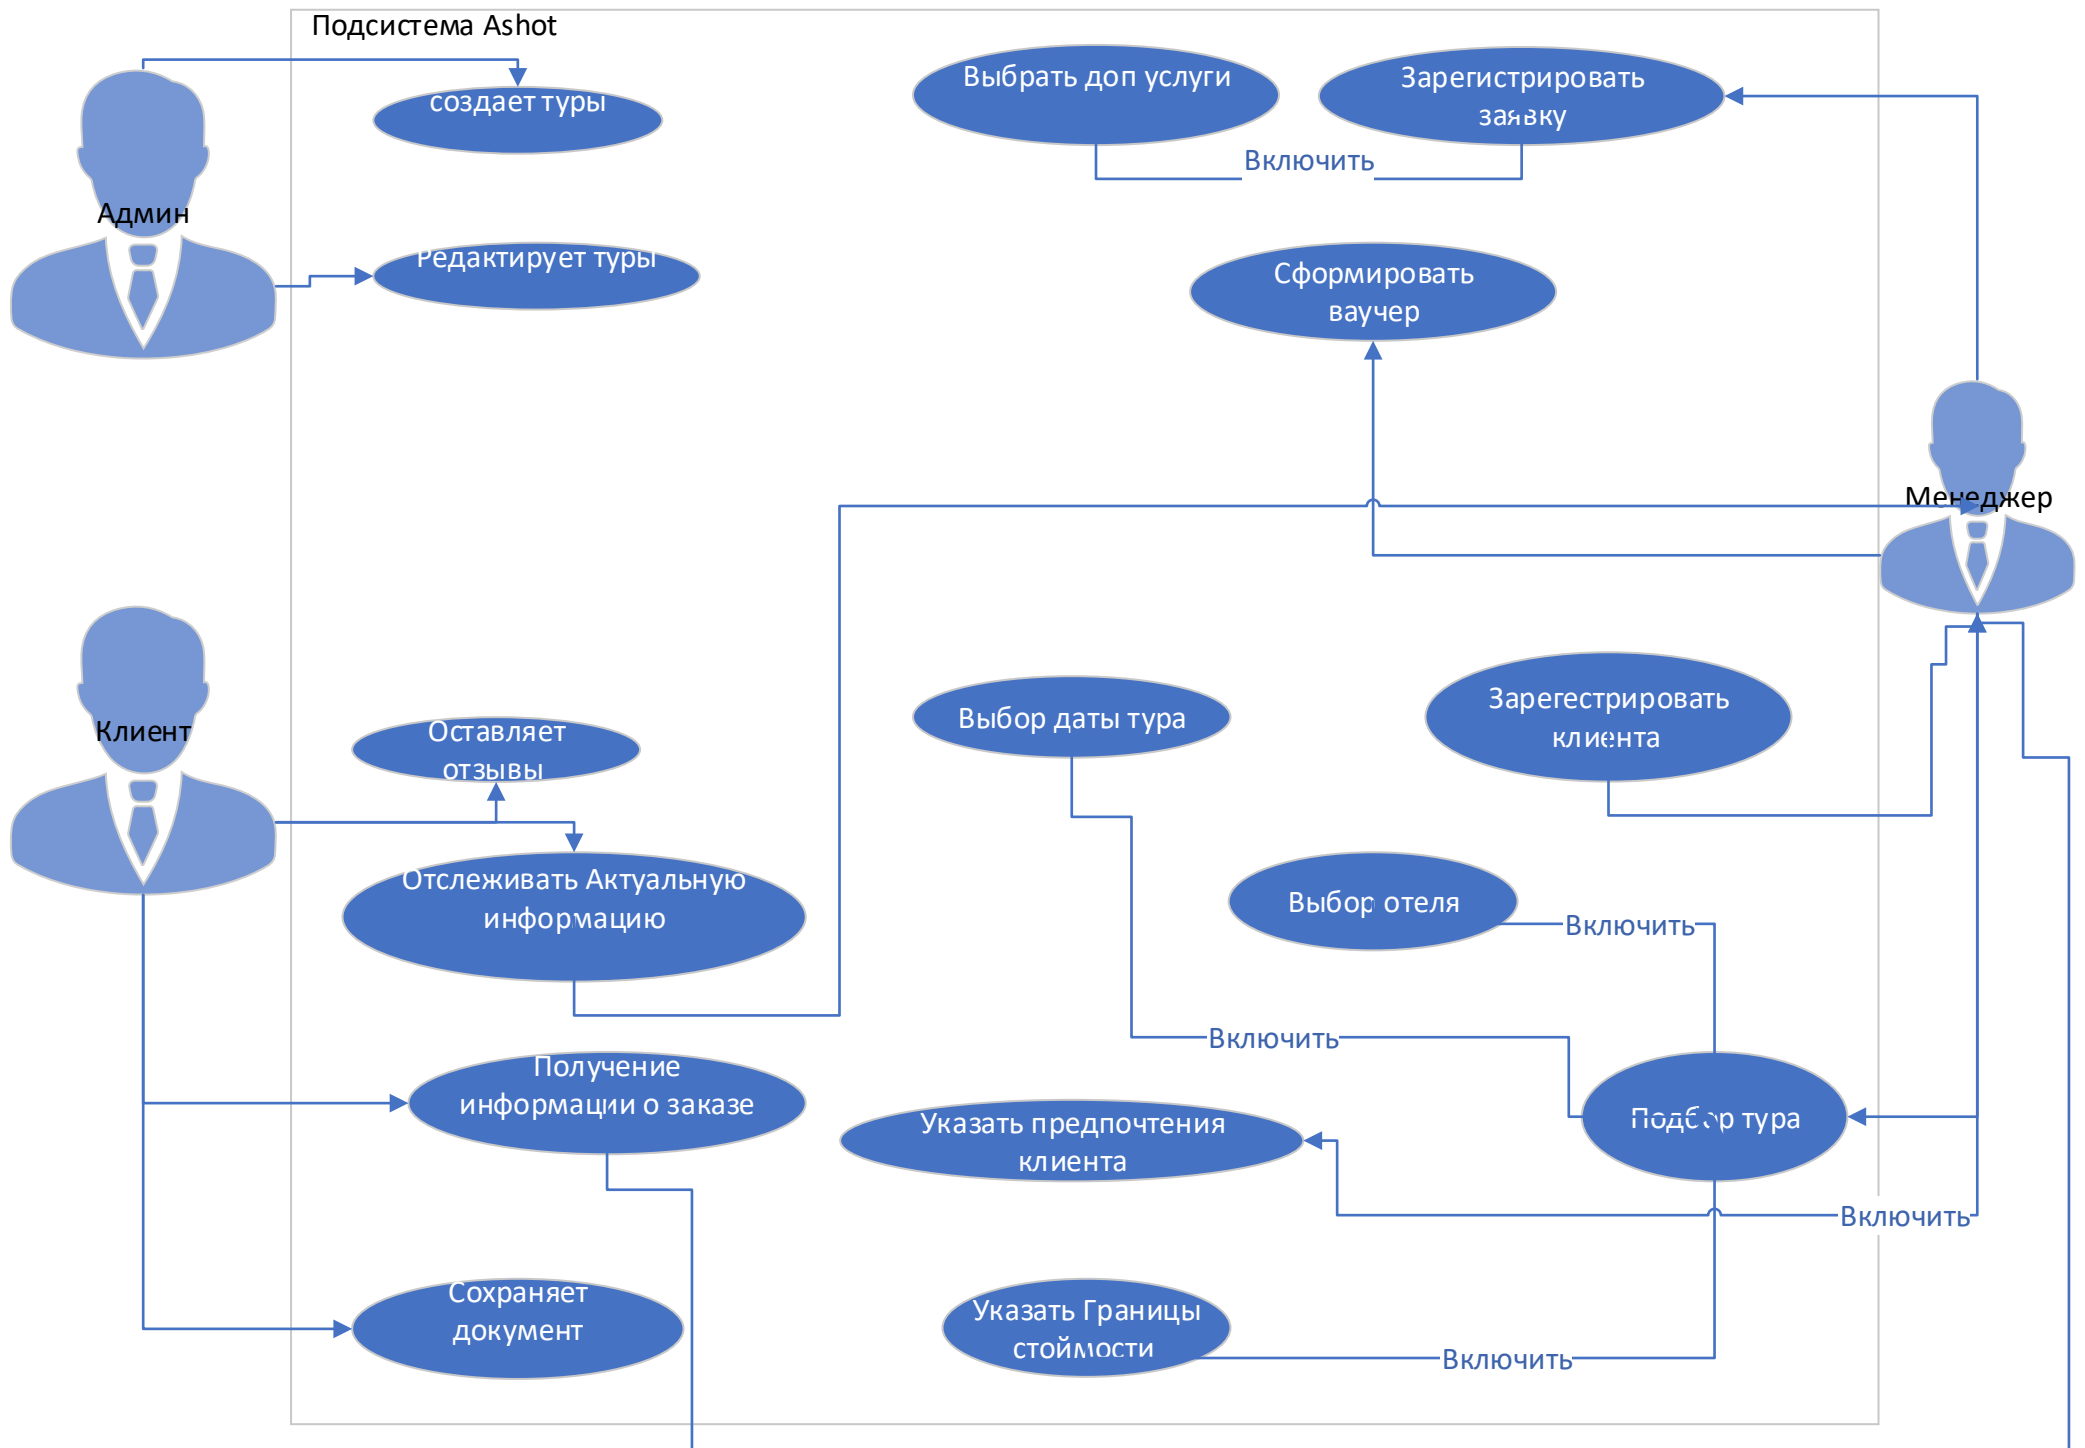 Подсистема Ashot
создает туры
Выбрать доп услуги
Зарегистрировать
заявку
Включить
Админ
Редактирует туры
Сформировать
ваучер
Менеджер
Клиент
Оставляет
отзывы
Выбор даты тура
Зарегестрировать
клиента
Отслеживать Актуальную
информацию
Выбор отеля
Включить
Включить
Получение
информации о заказе
Указать предпочтения
клиента
Подбор тура
Включить
Сохраняет
документ
Указать Границы
стоймости
Включить